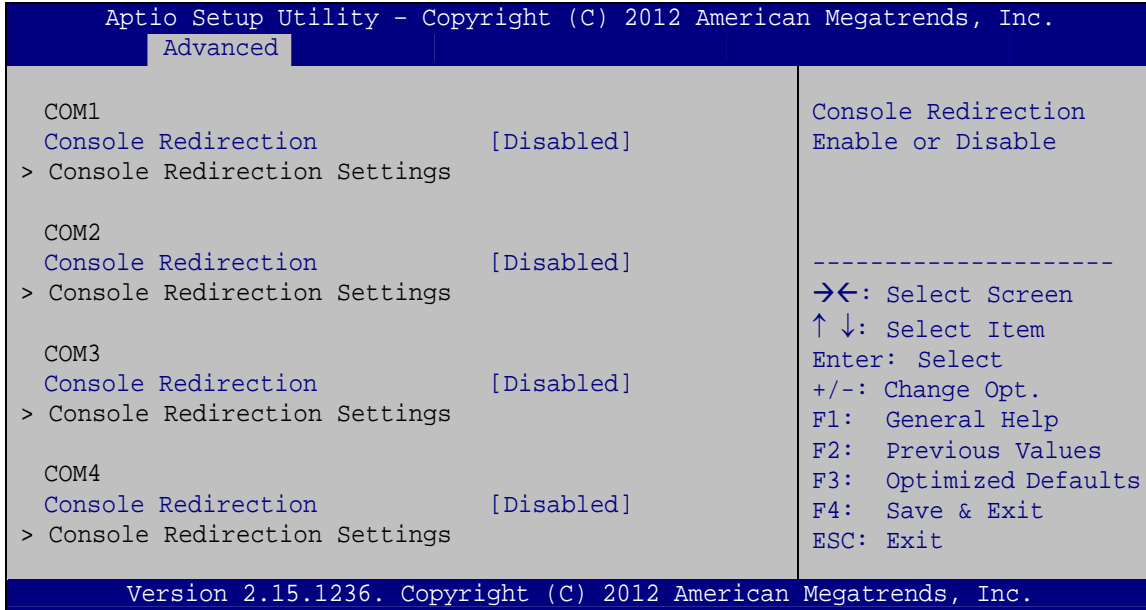 Aptio Setup Utility – Copyright (C) 2012 American Megatrends, Inc.
Advanced
COM1
Console Redirection [Disabled]
> Console Redirection Settings
COM2
Console Redirection [Disabled]
> Console Redirection Settings
COM3
Console Redirection [Disabled]
> Console Redirection Settings
COM4
Console Redirection [Disabled]
> Console Redirection Settings
Console Redirection
Enable or Disable
---------------------
→←: Select Screen
↑ ↓: Select Item
Enter: Select
+/-: Change Opt.
F1: General Help
F2: Previous Values
F3: Optimized Defaults
F4: Save & Exit
ESC: Exit
Version 2.15.1236. Copyright (C) 2012 American Megatrends, Inc.